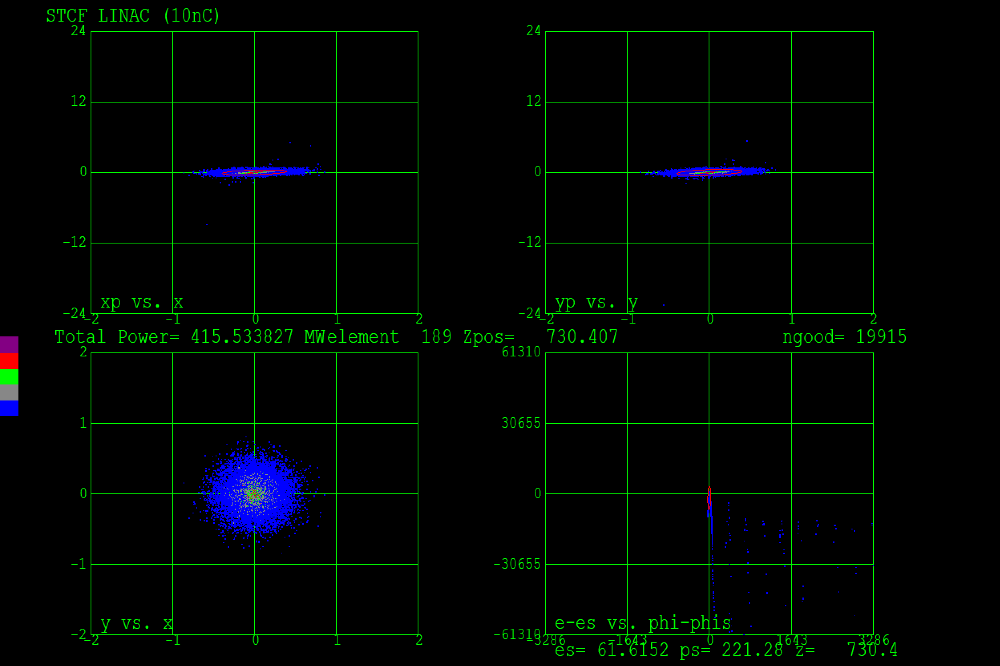 STCF LINAC (10nC)
24
12
0
-12
-24
-2 -1 0 1 2
xp vs. x
24
12
0
-12
-24
-2 -1 0 1 2
yp vs. y
Total Power= 415.533827 MWelement 189 Zpos= 730.407 ngood= 19915
2
1
0
-1
-2
-2 -1 0 1 2
y vs. x
61310
30655
0
-30655
-61310
-3286 -1643 0 1643 3286
e-es vs. phi-phis
es= 61.6152 ps= 221.28 z= 730.4